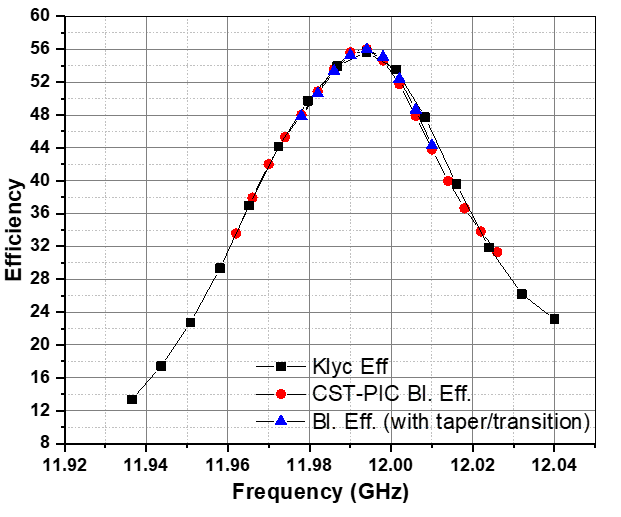 60
56
52
48
44
40
36
32
28
24
20
16
12
8
Efficiency
Klyc Eff
CST-PIC Bl. Eff.
Bl. Eff. (with taper/transition)
11.92 11.94 11.96 11.98 12.00 12.02 12.04
Frequency (GHz)